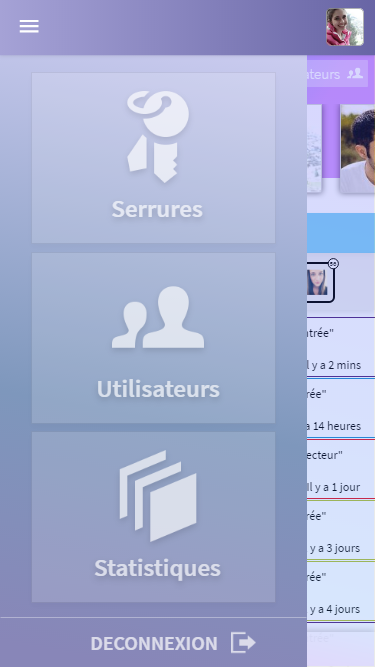 ateurs
Serrures
Utilisateurs
Statistiques
DECONNEXION
ntrée"
l y a 2 mins
rée"
a 14 heures
ecteur"
Il y a 1 jour
rée"
y a 3 jours
rée"
y a 4 jours